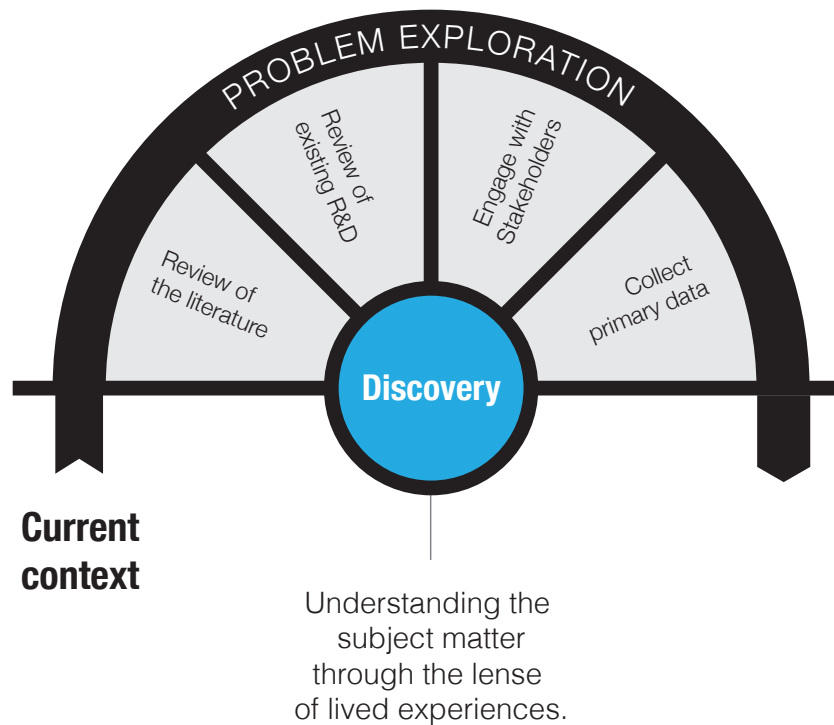 PROBLEM EXPLORATION
Review of
the literature
Review of
existing R&D
Engage with
Stakeholders
Collect
primary data
Discovery
Current
context
Understanding the
subject matter
through the lense
of lived experiences.